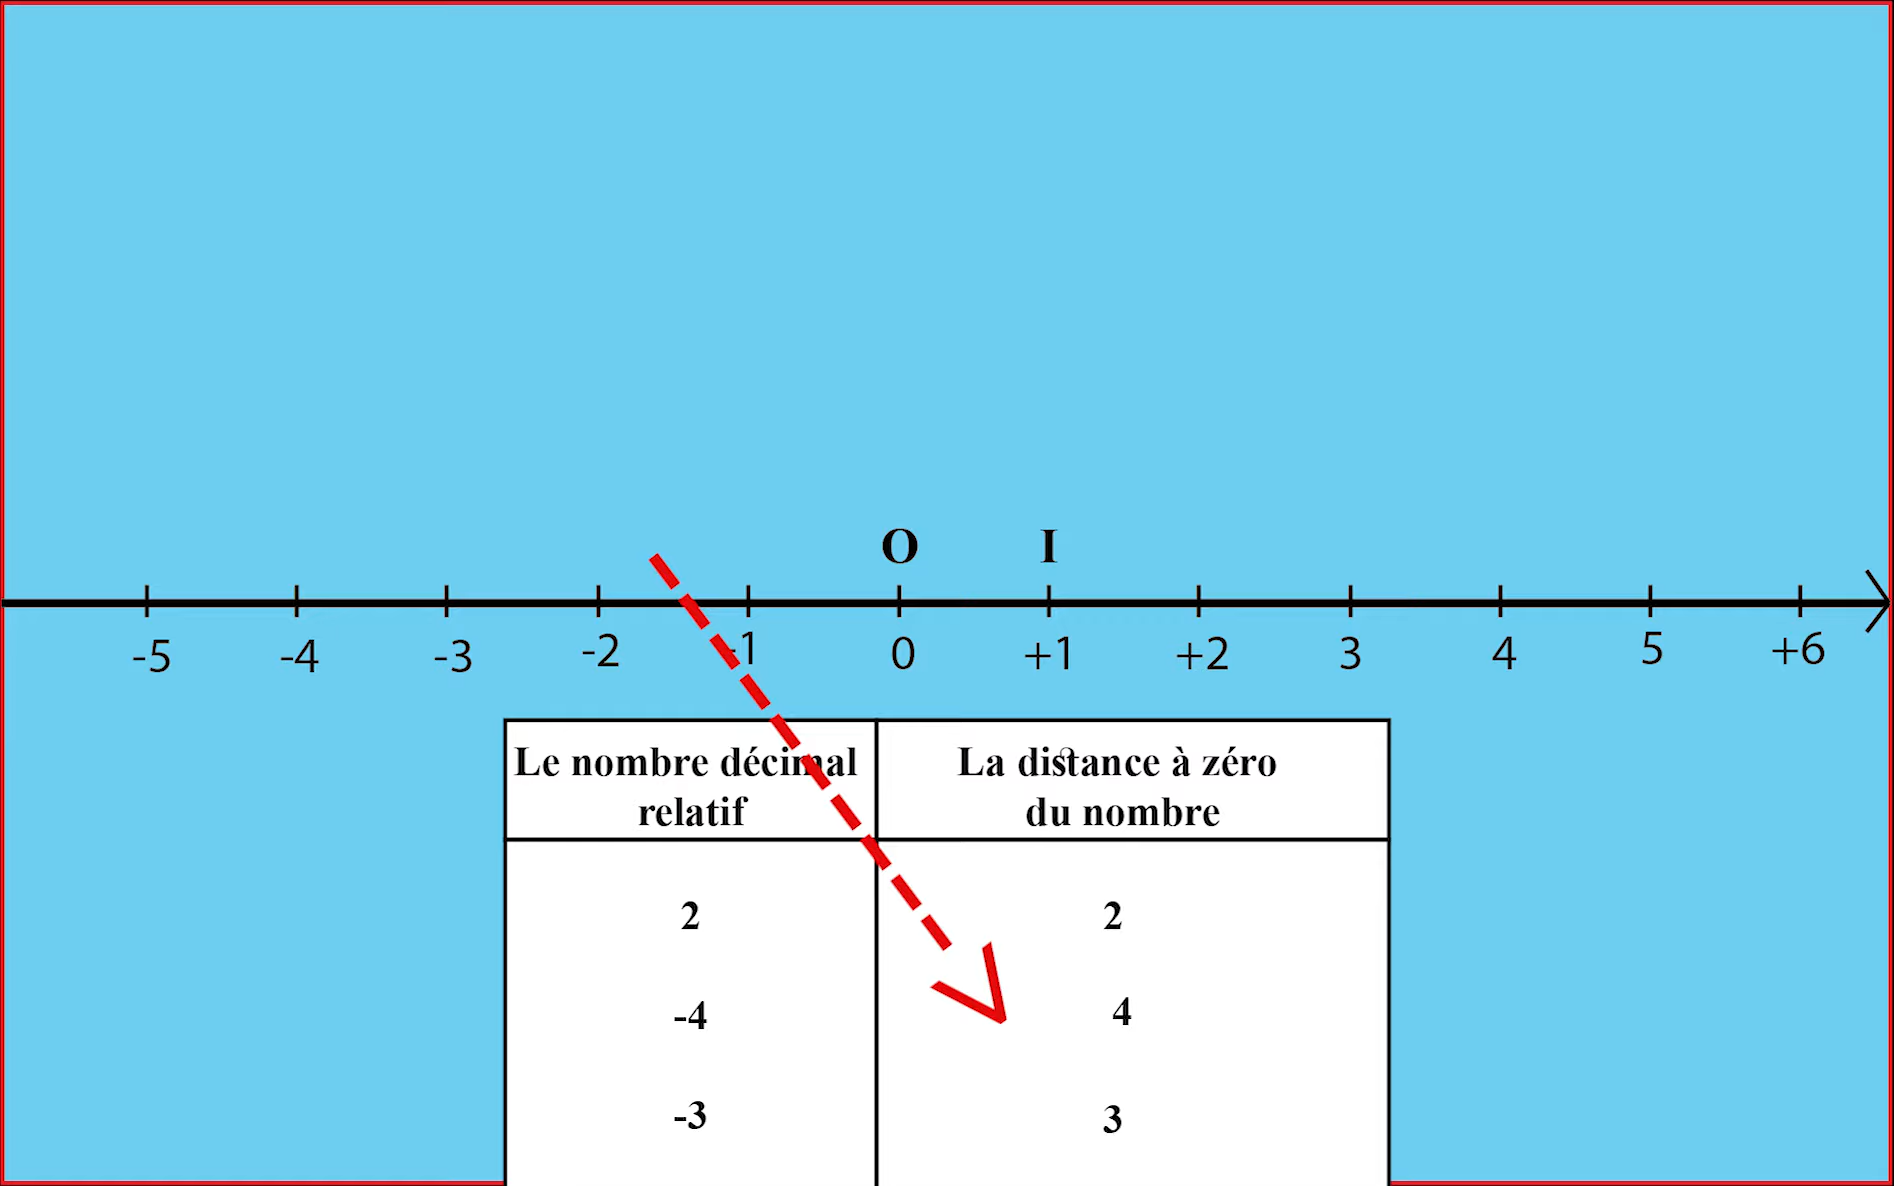 O I
-5 -4 -3 -2 -1 0 +1 +2 3 4 5 +6
Le nombre décimal
relatif
La distance à zéro
du nombre
2 2
-4 4
-3 3